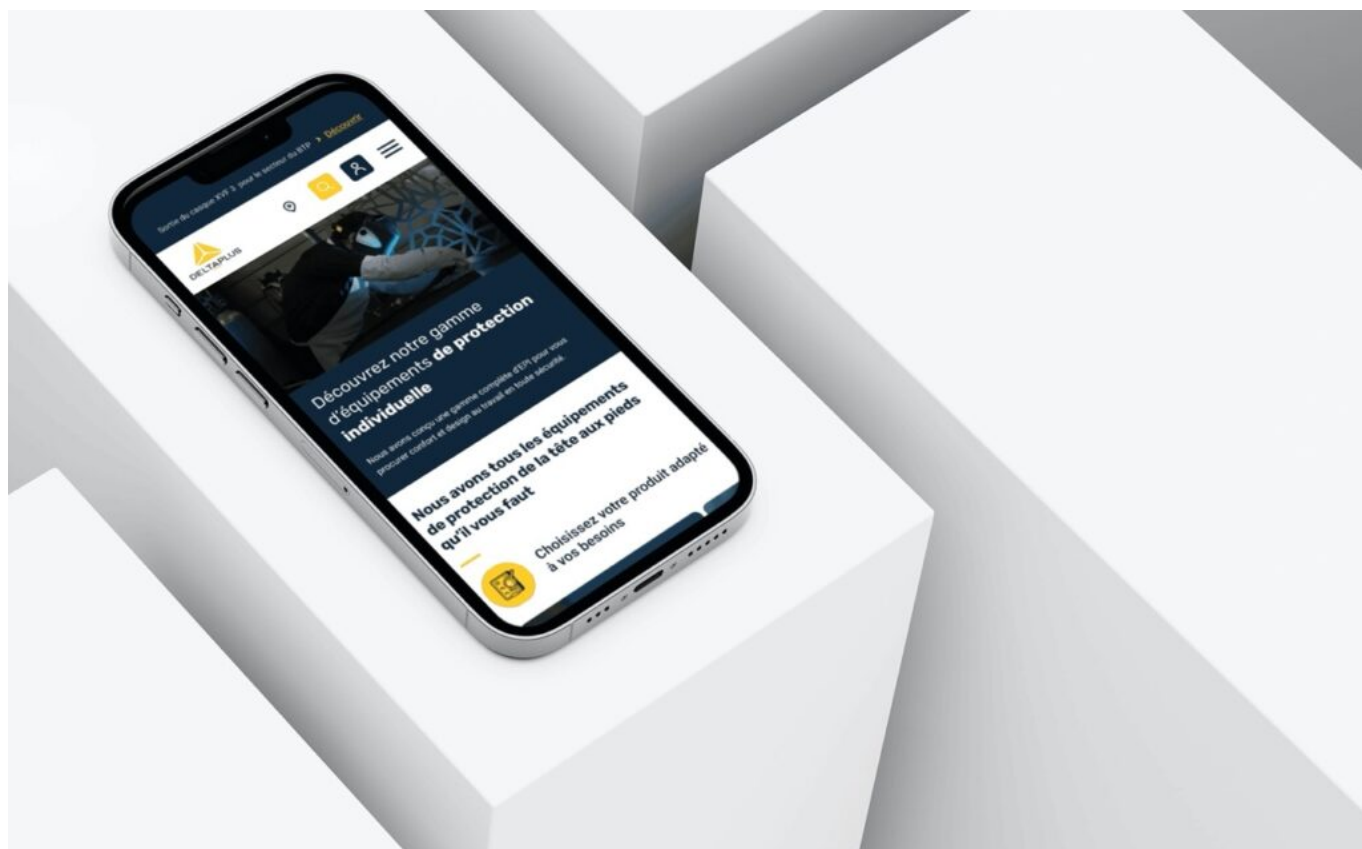 Sortie du casque XVF 3 pour le secteur du BTP > Découvrir
DELTAPLUS
Découvrez notre gamme
d'équipements de protection
individuelle
Nous avons conçu une gamme complète d'EPI pour vous
procurer confort et design au travail en toute sécurité.
Nous avons tous les équipements
de protection de la tête aux pieds
qu'il vous faut
Choisissez votre produit adapté
à vos besoins